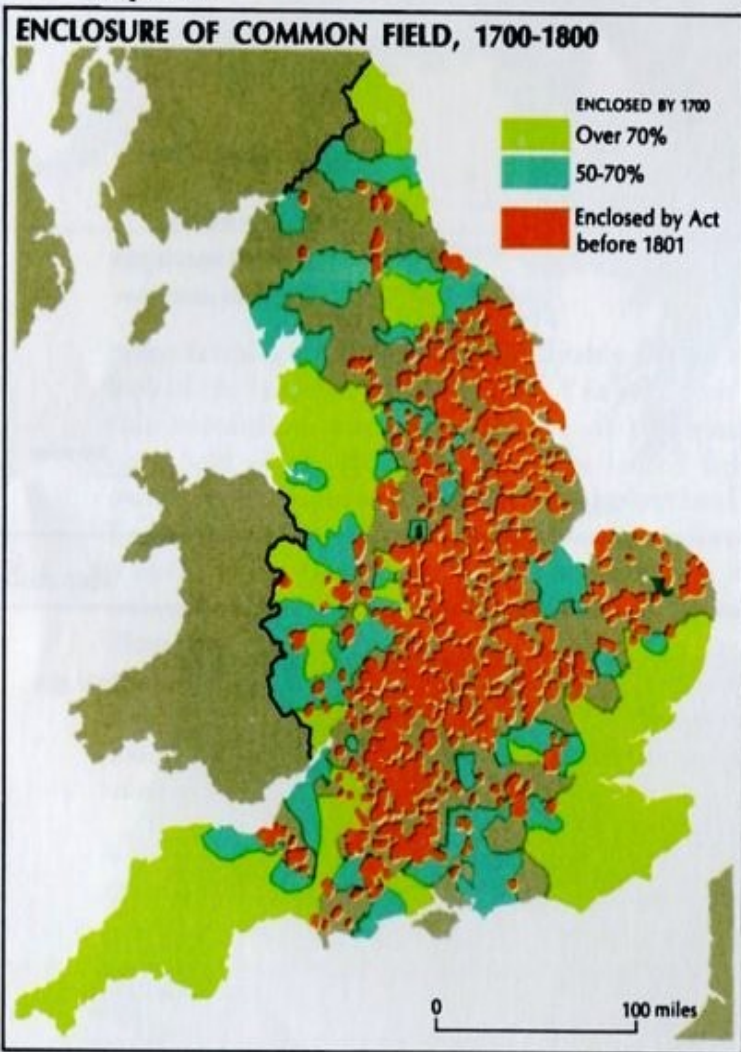 ENCLOSURE OF COMMON FIELD, 1700-1800
ENCLOSED BY 1700
Over 70%
50-70%
Enclosed by Act
before 1801
0 100 miles